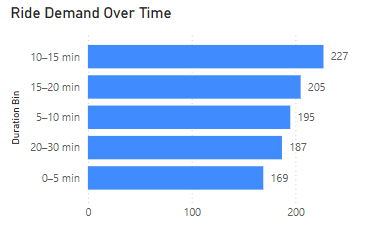 Ride Demand Over Time
Duration Bin
10–15 min 227
15–20 min 205
5–10 min 195
20–30 min 187
0–5 min 169
0 100 200